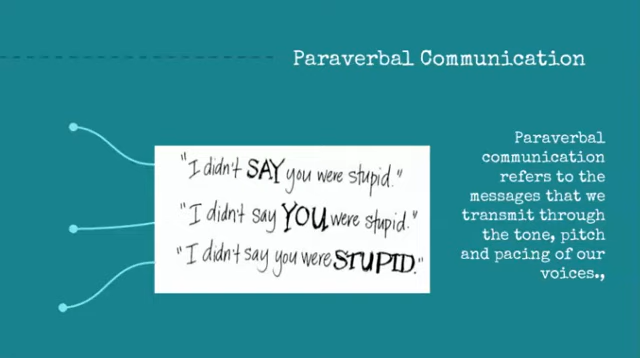 Paraverbal Communication
"I didn't SAY you were stupid."
"I didn't say YOU were stupid."
"I didn't say you were STUPID."
Paraverbal
communication
refers to the
messages that we
transmit through
the tone, pitch
and pacing of our
voices.,